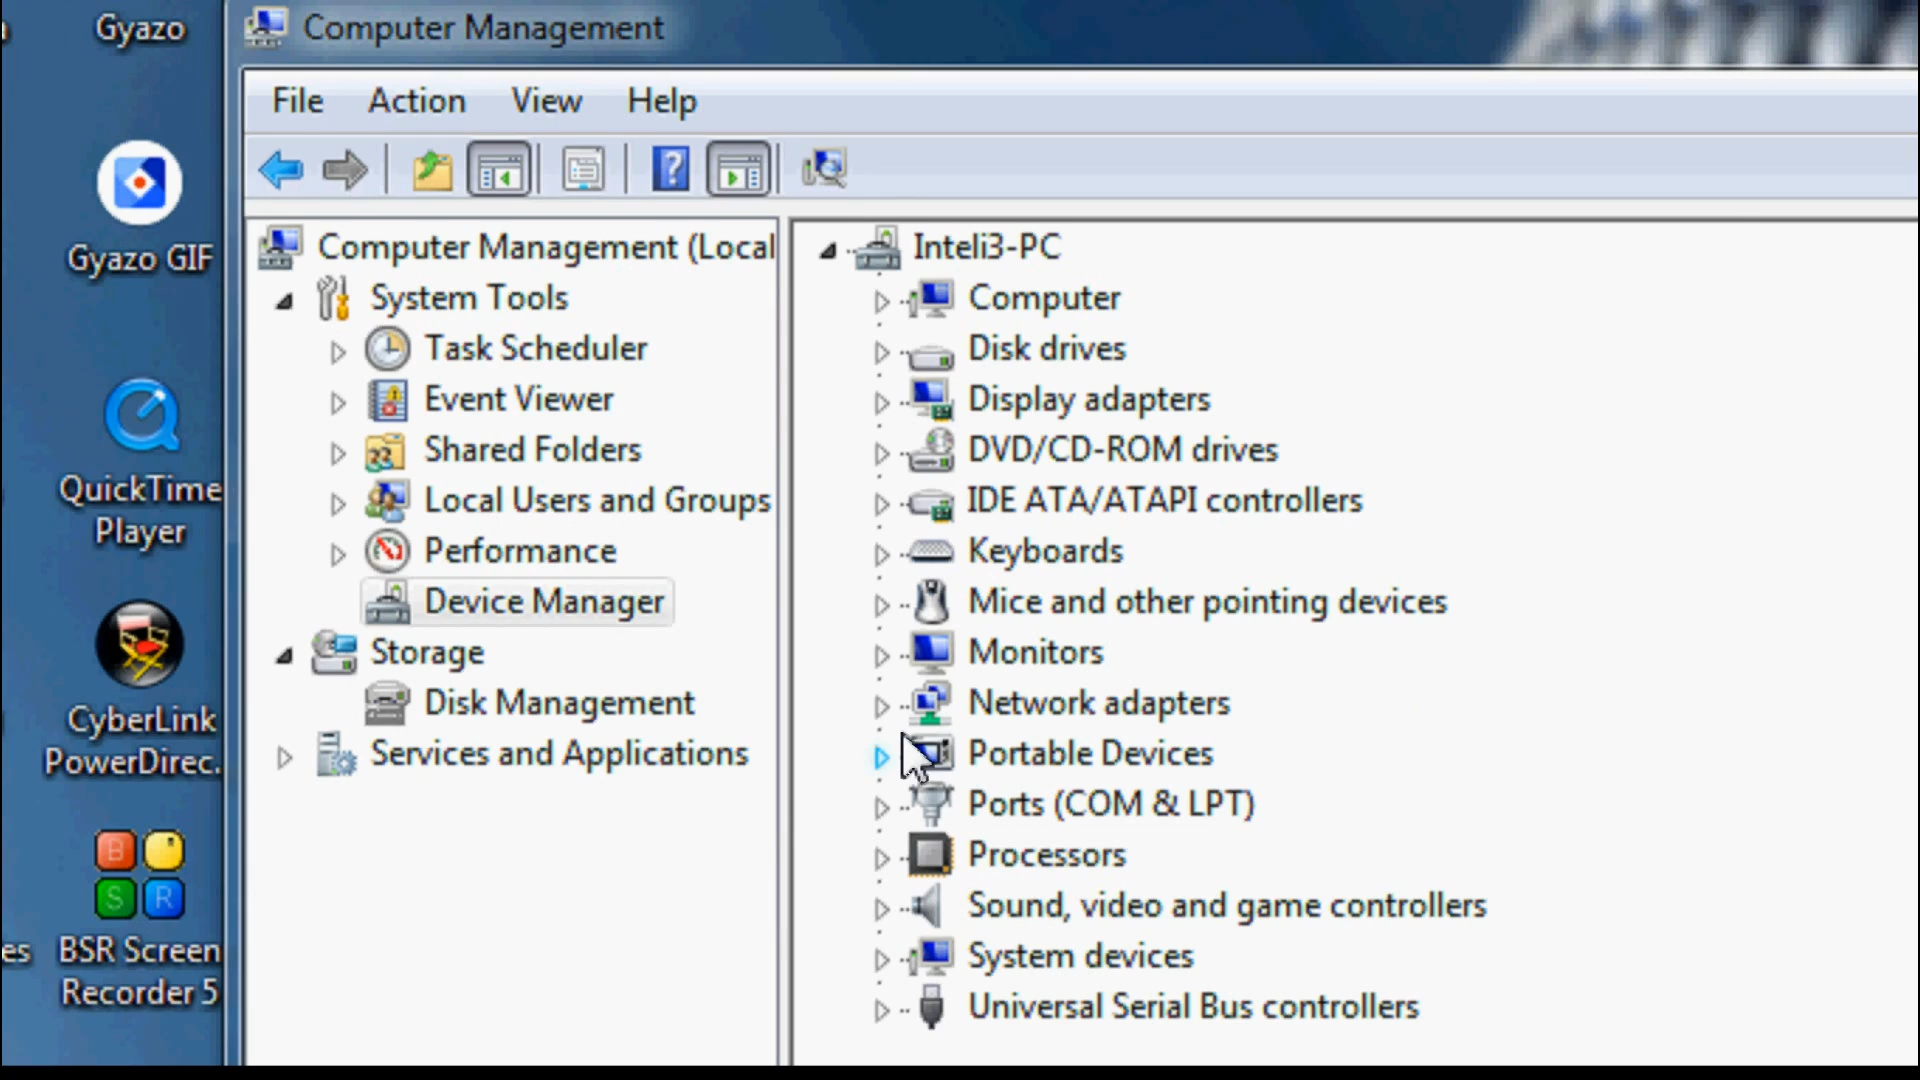 Gyazo
Gyazo GIF
QuickTime
Player
CyberLink
PowerDirec.
es
BSR Screen
Recorder 5
B
S
R
Computer Management
File Action View Help
Computer Management (Local
System Tools
Task Scheduler
Event Viewer
Shared Folders
Local Users and Groups
Performance
Device Manager
Storage
Disk Management
Services and Applications
Inteli3-PC
Computer
Disk drives
Display adapters
DVD/CD-ROM drives
IDE ATA/ATAPI controllers
Keyboards
Mice and other pointing devices
Monitors
Network adapters
Portable Devices
Ports (COM & LPT)
Processors
Sound, video and game controllers
System devices
Universal Serial Bus controllers